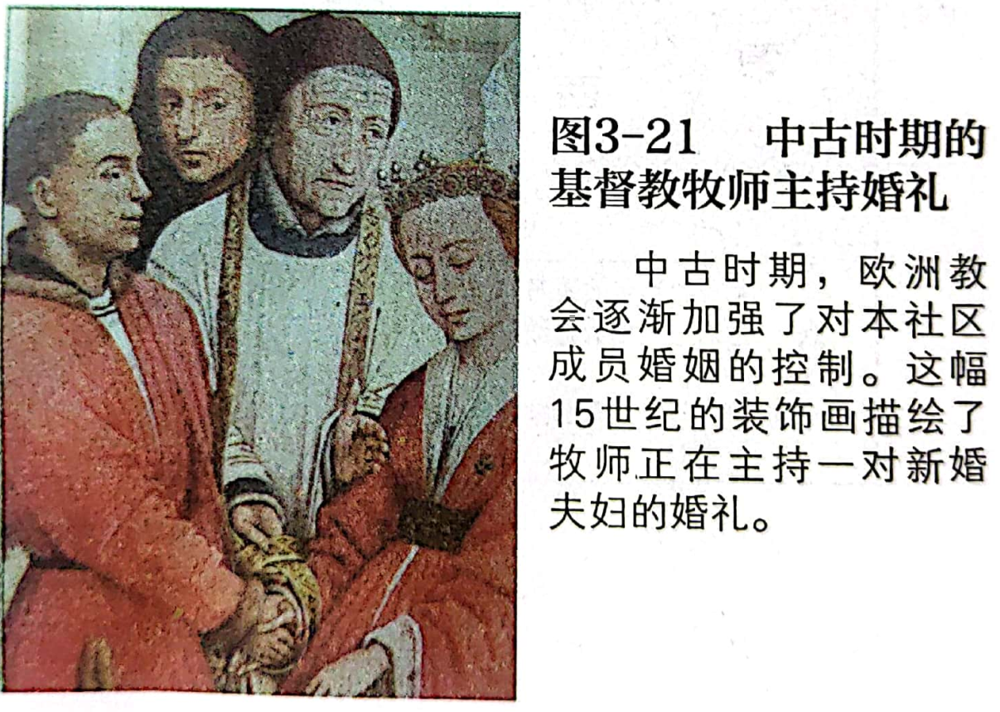 图3-21 中古时期的
基督教牧师主持婚礼
中古时期，欧洲教
会逐渐加强了对本社区
成员婚姻的控制。这幅
15世纪的装饰画描绘了
牧师正在主持一对新婚
夫妇的婚礼。